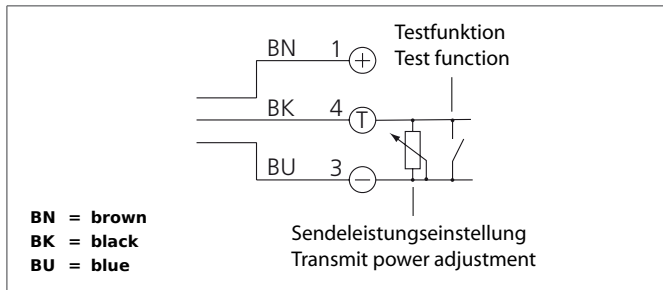 Testfunktion
Test function
BN 1 +
BK 4 T
BU 3 −
BN = brown
BK = black
BU = blue
Sendeleistungseinstellung
Transmit power adjustment